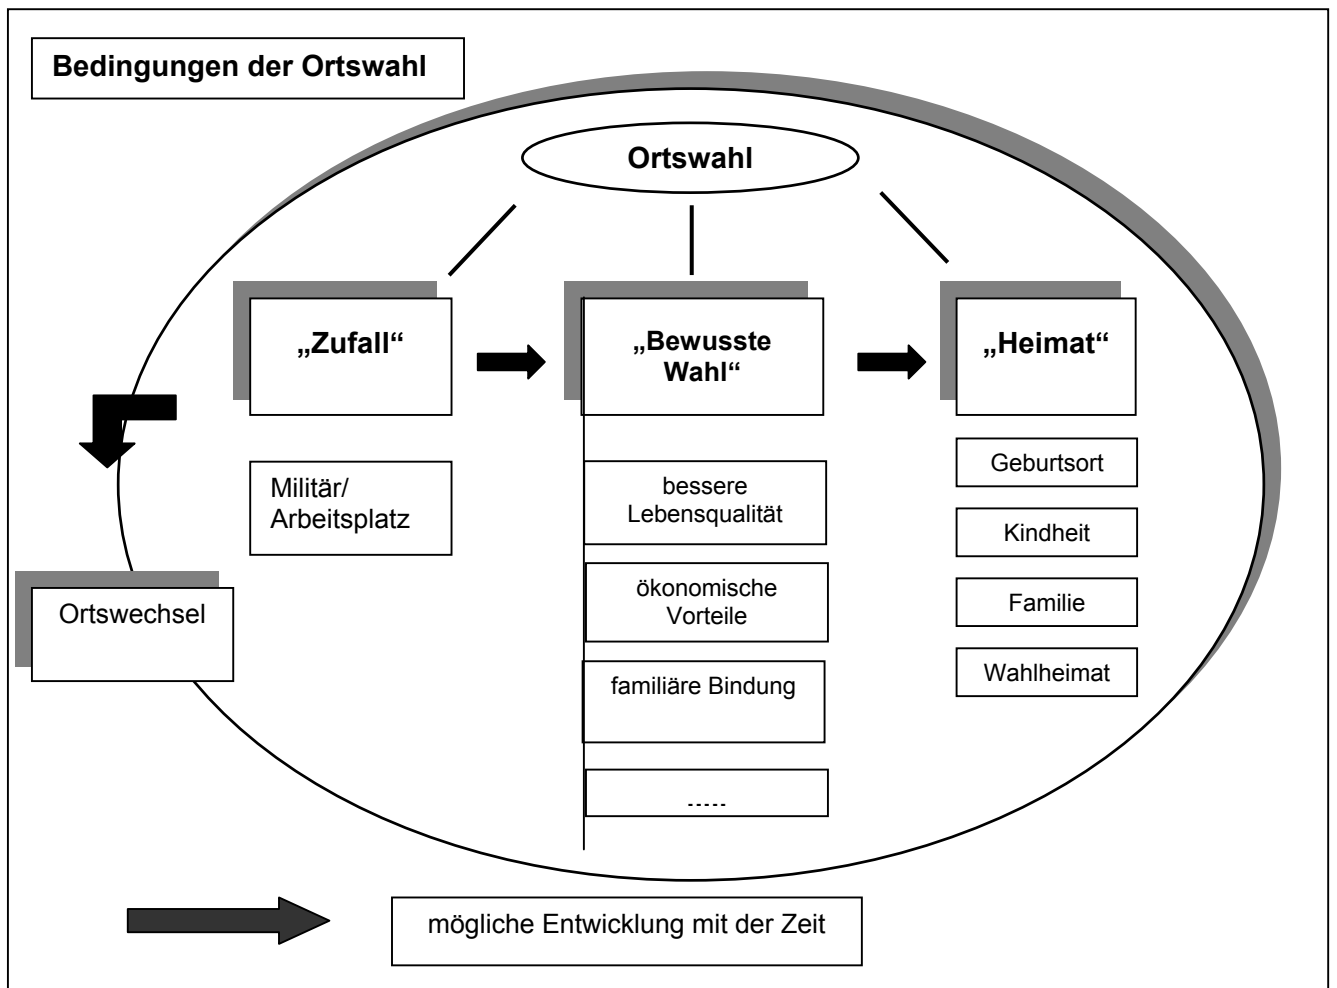 Bedingungen der Ortswahl
Ortswahl
„Zufall“
„Bewusste
Wahl“
„Heimat“
Militär/
Arbeitsplatz
bessere
Lebensqualität
ökonomische
Vorteile
familiäre Bindung
.....
Geburtsort
Kindheit
Familie
Wahlheimat
Ortswechsel
mögliche Entwicklung mit der Zeit